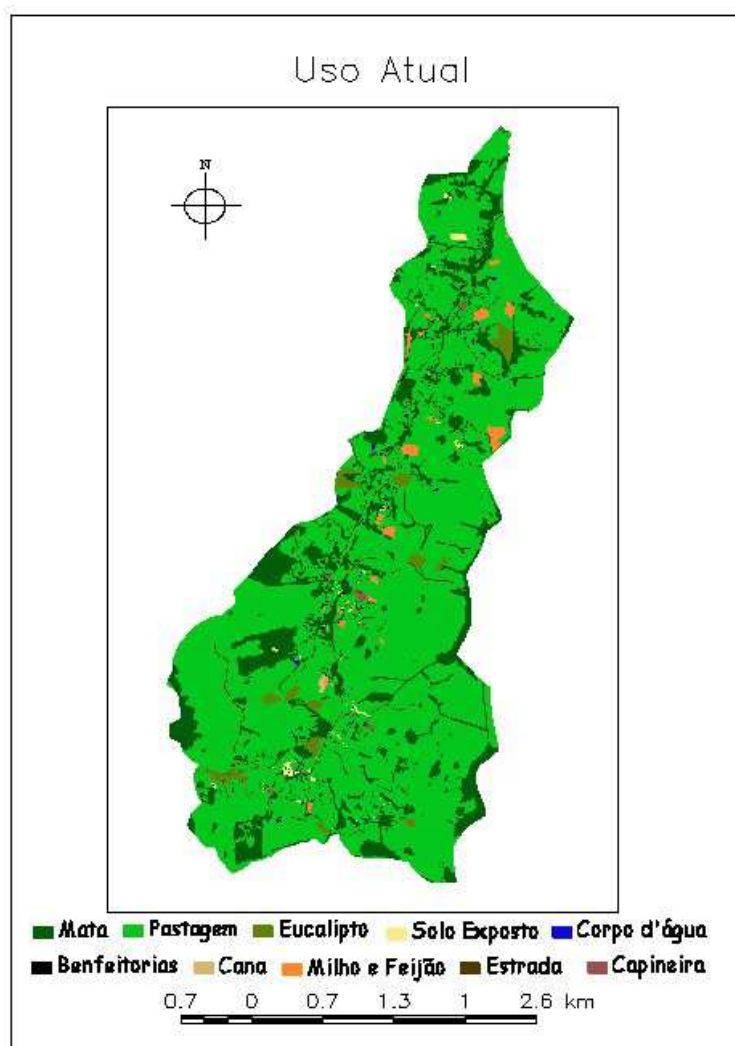 Uso Atual
N
Mata Pastagem Eucalipto Solo Exposto Corpo d'água
Benfeitorias Cana Milho e Feijão Estrada Capineira
0.7 0 0.7 1.3 1 2.6 km